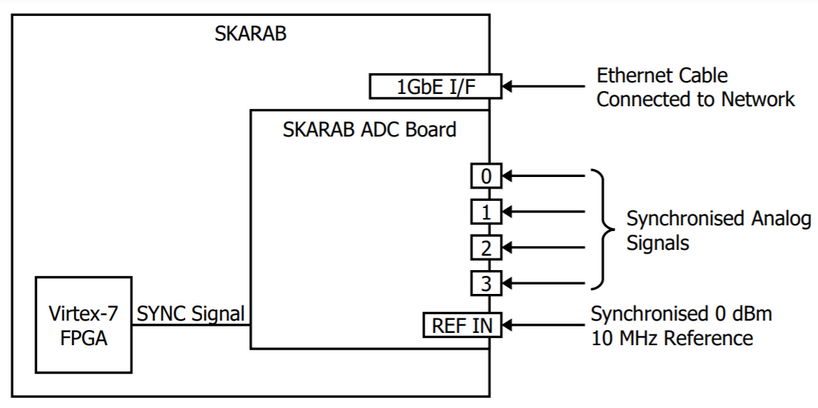 SKARAB
1GbE I/F
Ethernet Cable
Connected to Network
SKARAB ADC Board
0
1
2
3
Synchronised Analog
Signals
Virtex-7
FPGA
SYNC Signal
REF IN
Synchronised 0 dBm
10 MHz Reference